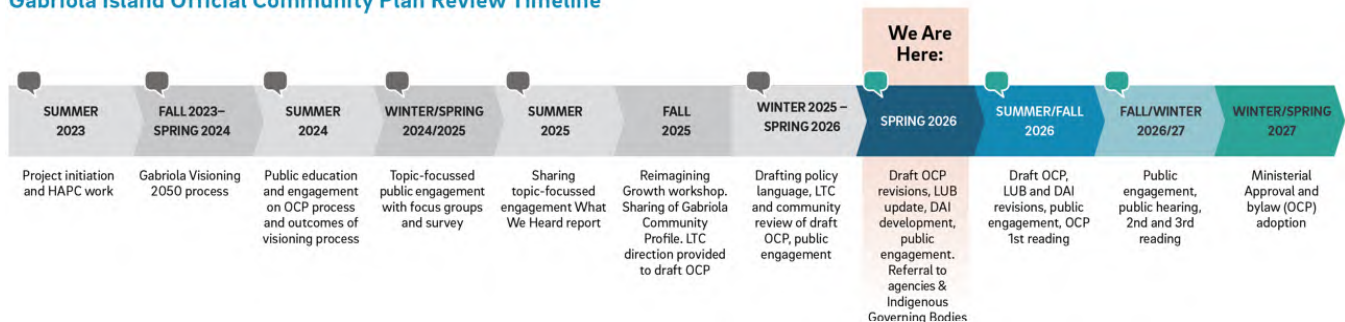 Gabriola Island Official Community Plan Review Timeline
We Are
Here:
SUMMER
2023
FALL 2023–
SPRING 2024
SUMMER
2024
WINTER/SPRING
2024/2025
SUMMER
2025
FALL
2025
WINTER 2025 –
SPRING 2026
SPRING 2026
SUMMER/FALL
2026
FALL/WINTER
2026/27
WINTER/SPRING
2027
Project initiation
and HAPC work
Gabriola Visioning
2050 process
Public education
and engagement
on OCP process
and outcomes of
visioning process
Topic-focussed
public engagement
with focus groups
and survey
Sharing
topic-focussed
engagement What
We Heard report
Reimagining
Growth workshop.
Sharing of Gabriola
Community
Profile. LTC
direction provided
to draft OCP
Drafting policy
language, LTC
and community
review of draft
OCP, public
engagement
Draft OCP
revisions, LUB
update, DAI
development,
public
engagement.
Referral to
agencies &
Indigenous
Governing Bodies
Draft OCP,
LUB and DAI
revisions, public
engagement, OCP
1st reading
Public
engagement,
public hearing,
2nd and 3rd
reading
Ministerial
Approval and
bylaw (OCP)
adoption